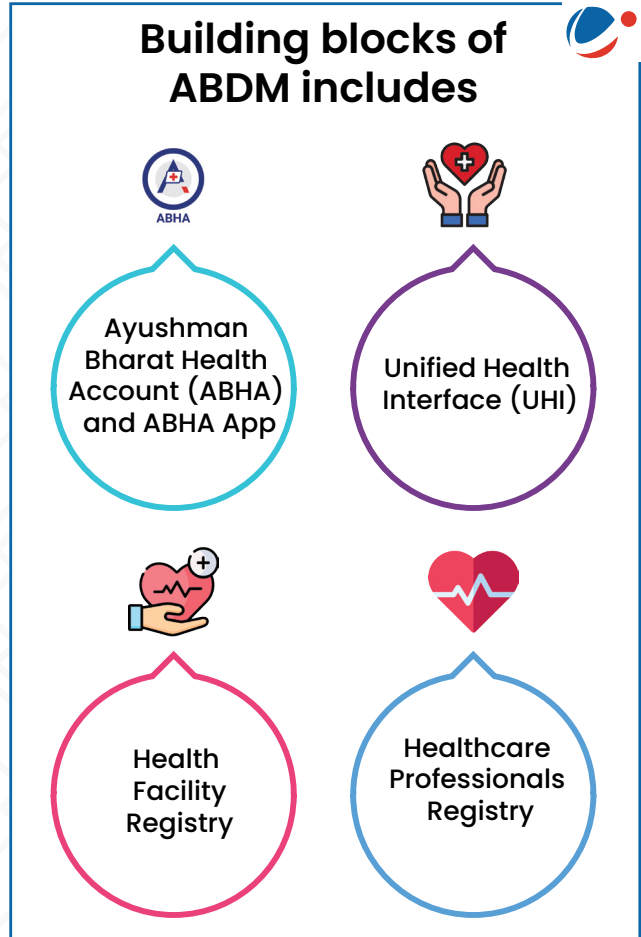 Building blocks of
ABDM includes
ABHA
Ayushman
Bharat Health
Account (ABHA)
and ABHA App
Unified Health
Interface (UHI)
Health
Facility
Registry
Healthcare
Professionals
Registry